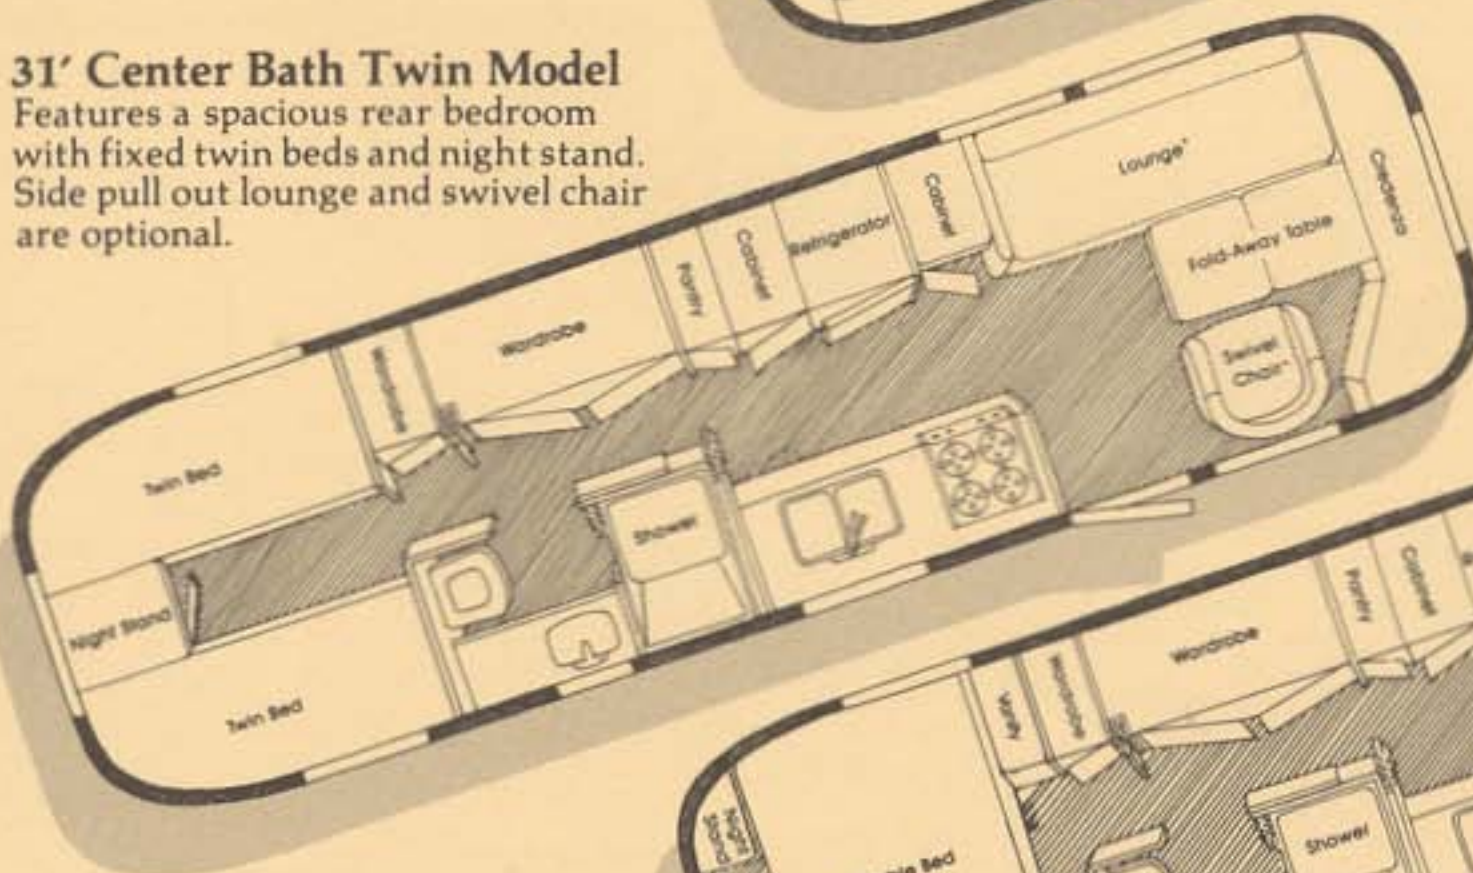 31′ Center Bath Twin Model
Features a spacious rear bedroom
with fixed twin beds and night stand.
Side pull out lounge and swivel chair
are optional.
Lounge*
Credenza
Cabinet
Refrigerator
Fold-Away Table
Cabinet
Pantry
Swivel
Chair*
Wardrobe
Wardrobe
Twin Bed
Shower
Night Stand
Twin Bed
Cabinet
Pantry
Wardrobe
Wardrobe
Vanity
Night
Stand
Shower
Bed